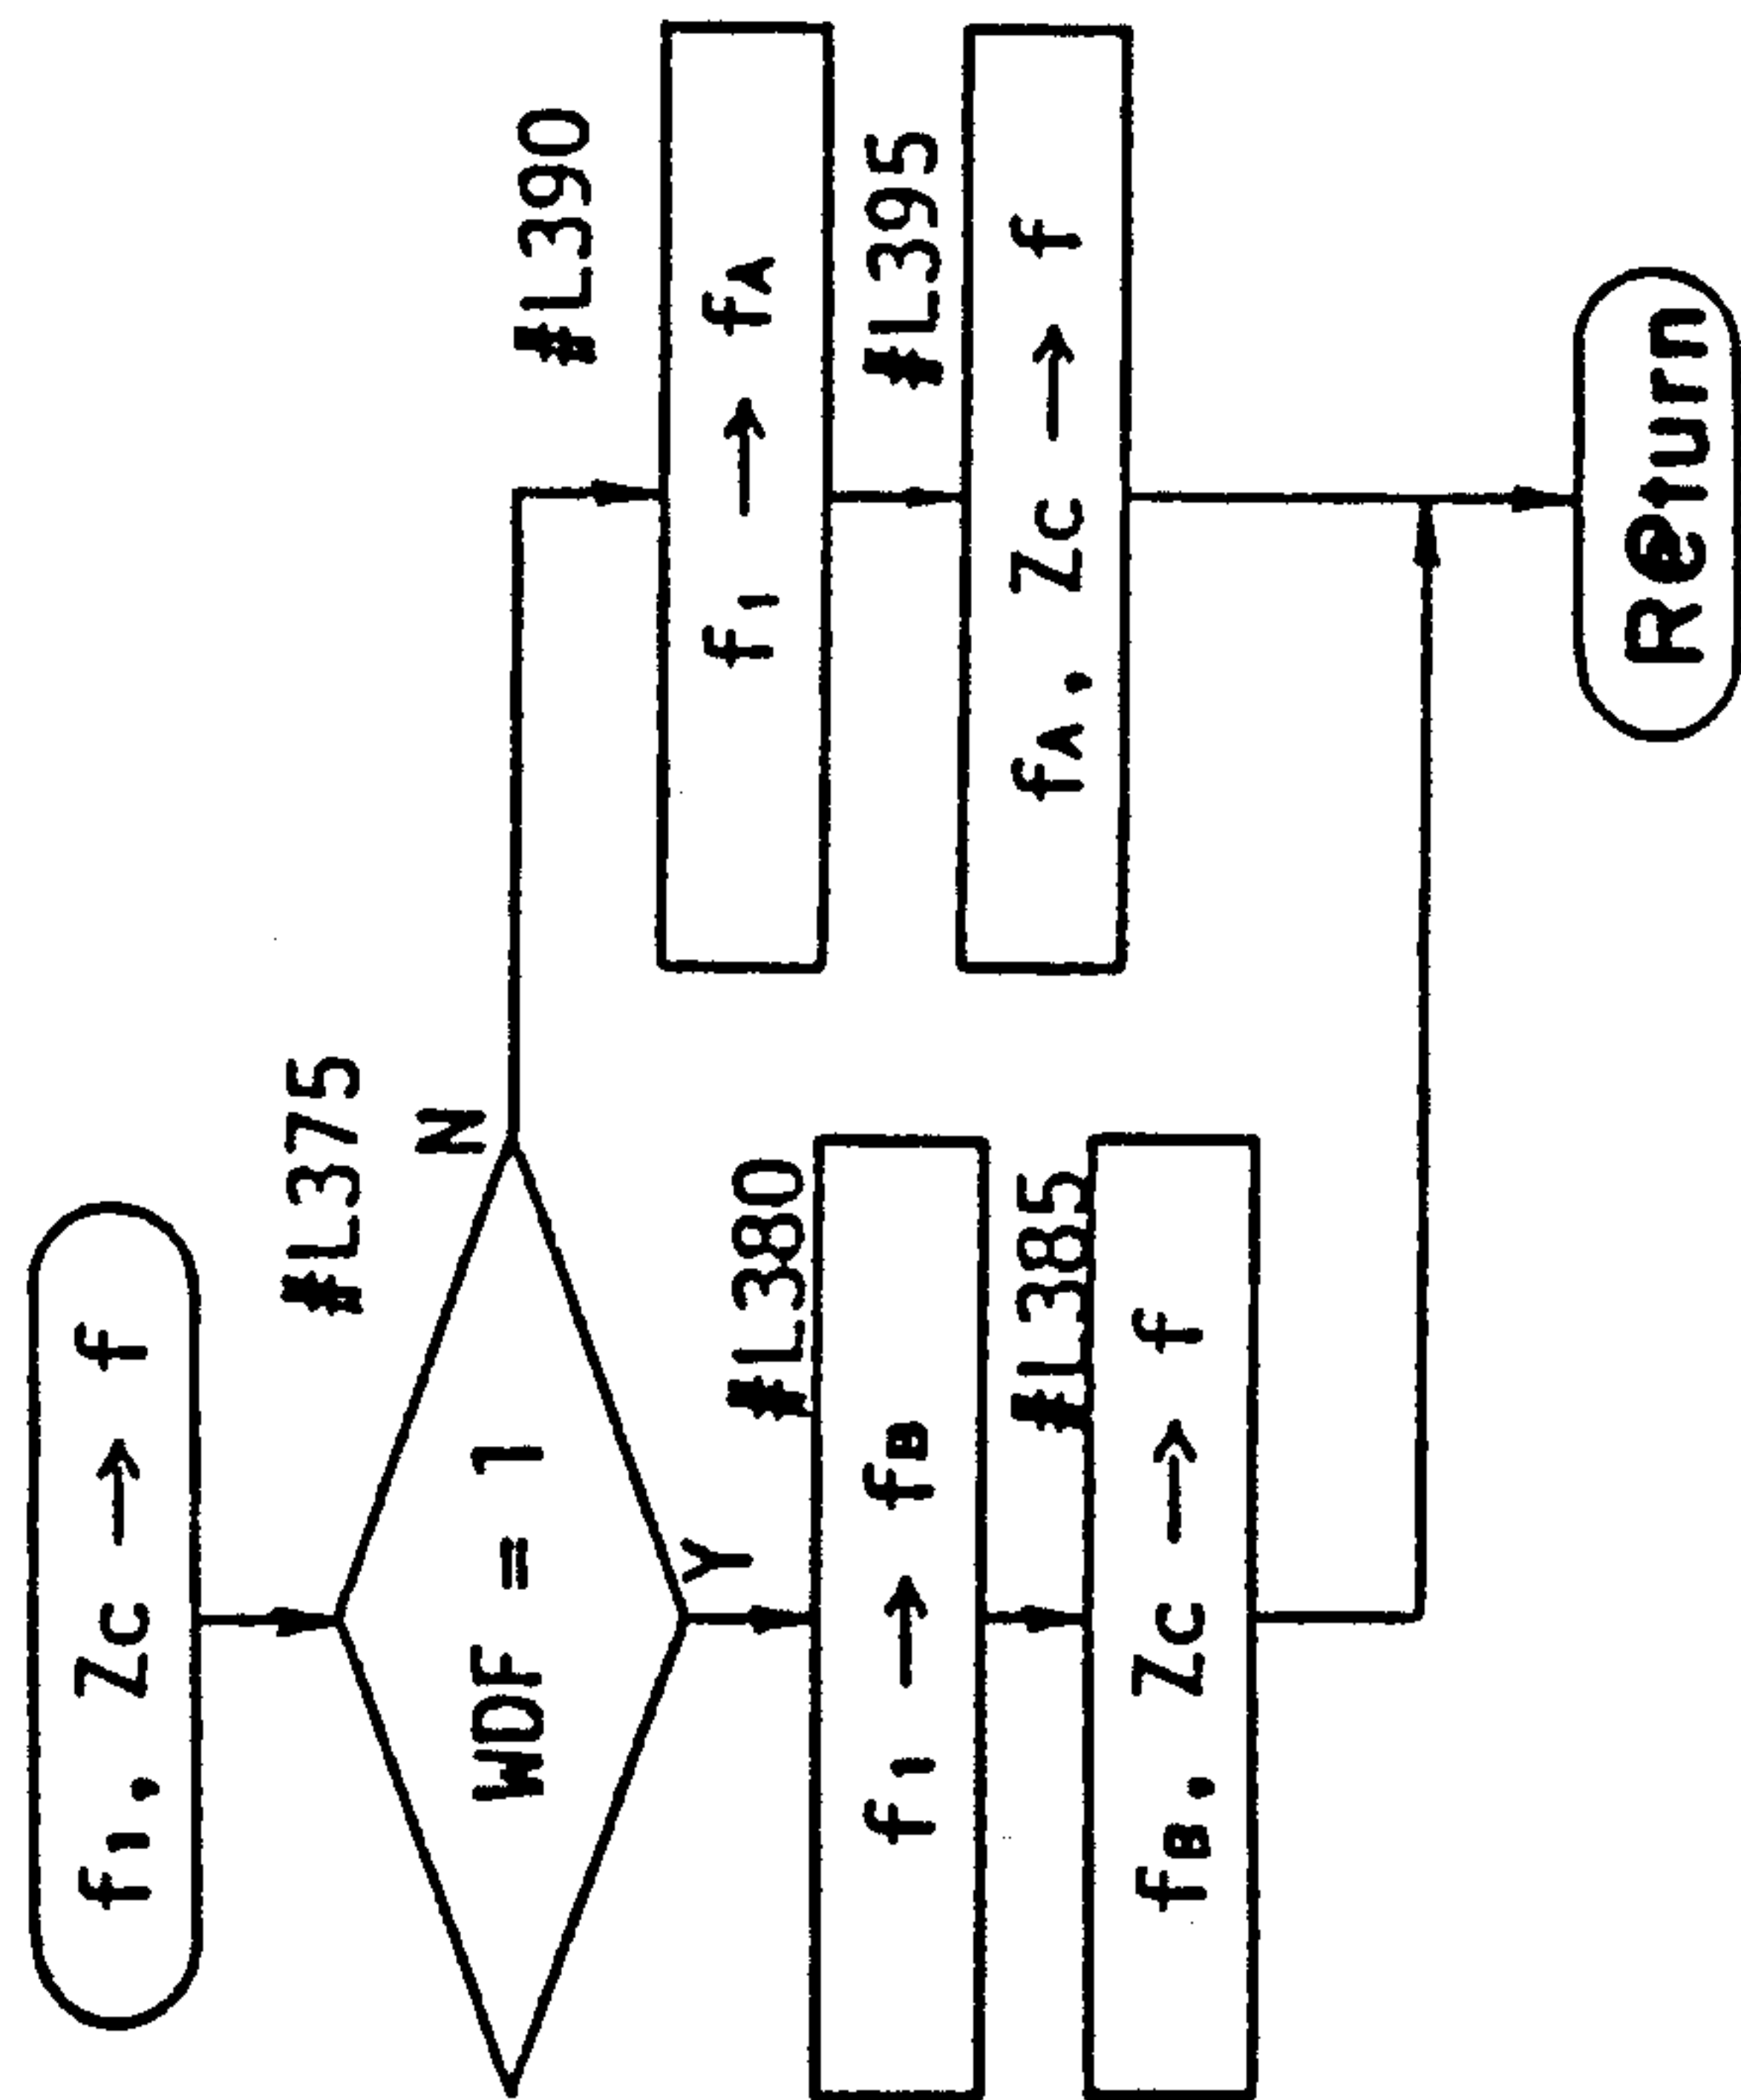 f1, Zc → f
#L375
WDF = 1
N
Y
#L380
f1 → fB
#L385
fB, Zc → f
#L390
f1 → fA
#L395
fA, Zc → f
Return